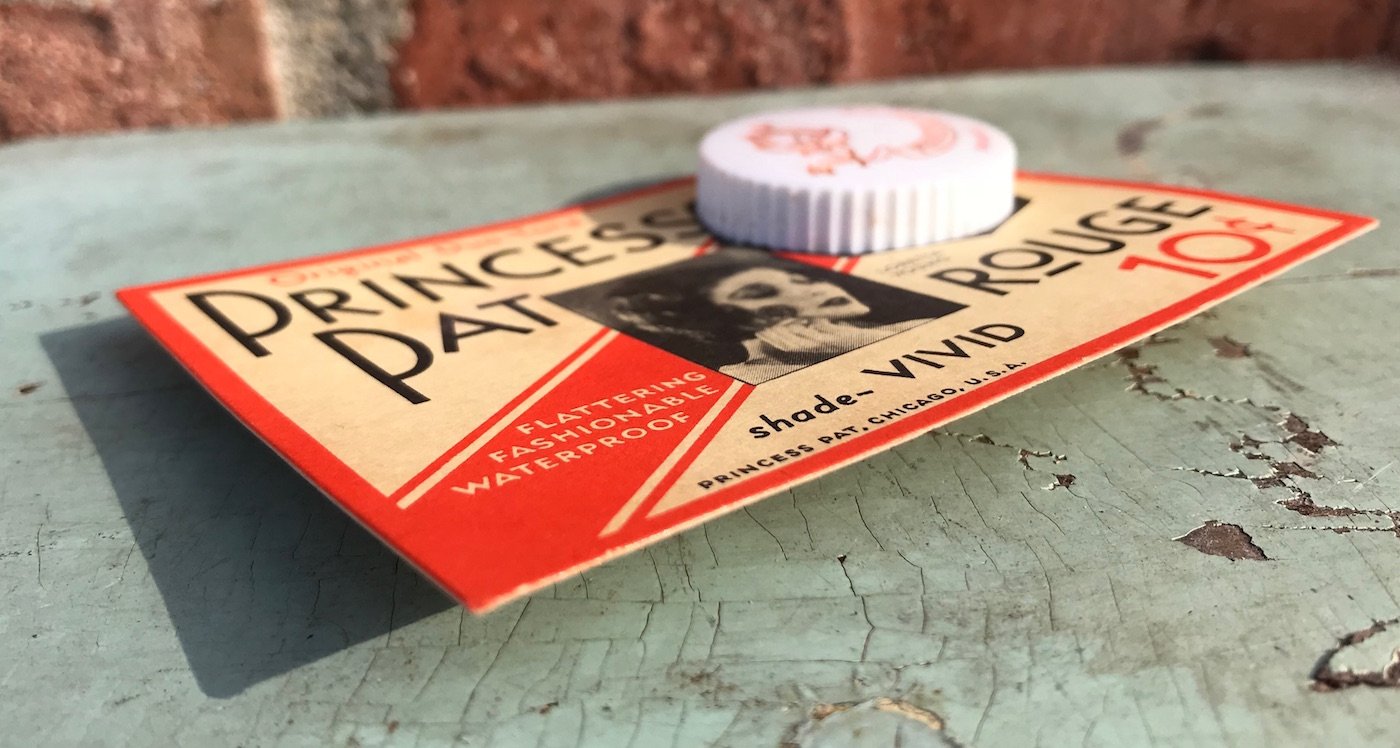 PRINCESS
PAT
ROUGE
10¢
FLATTERING
FASHIONABLE
WATERPROOF
shade~ VIVID
PRINCESS PAT, CHICAGO, U.S.A.